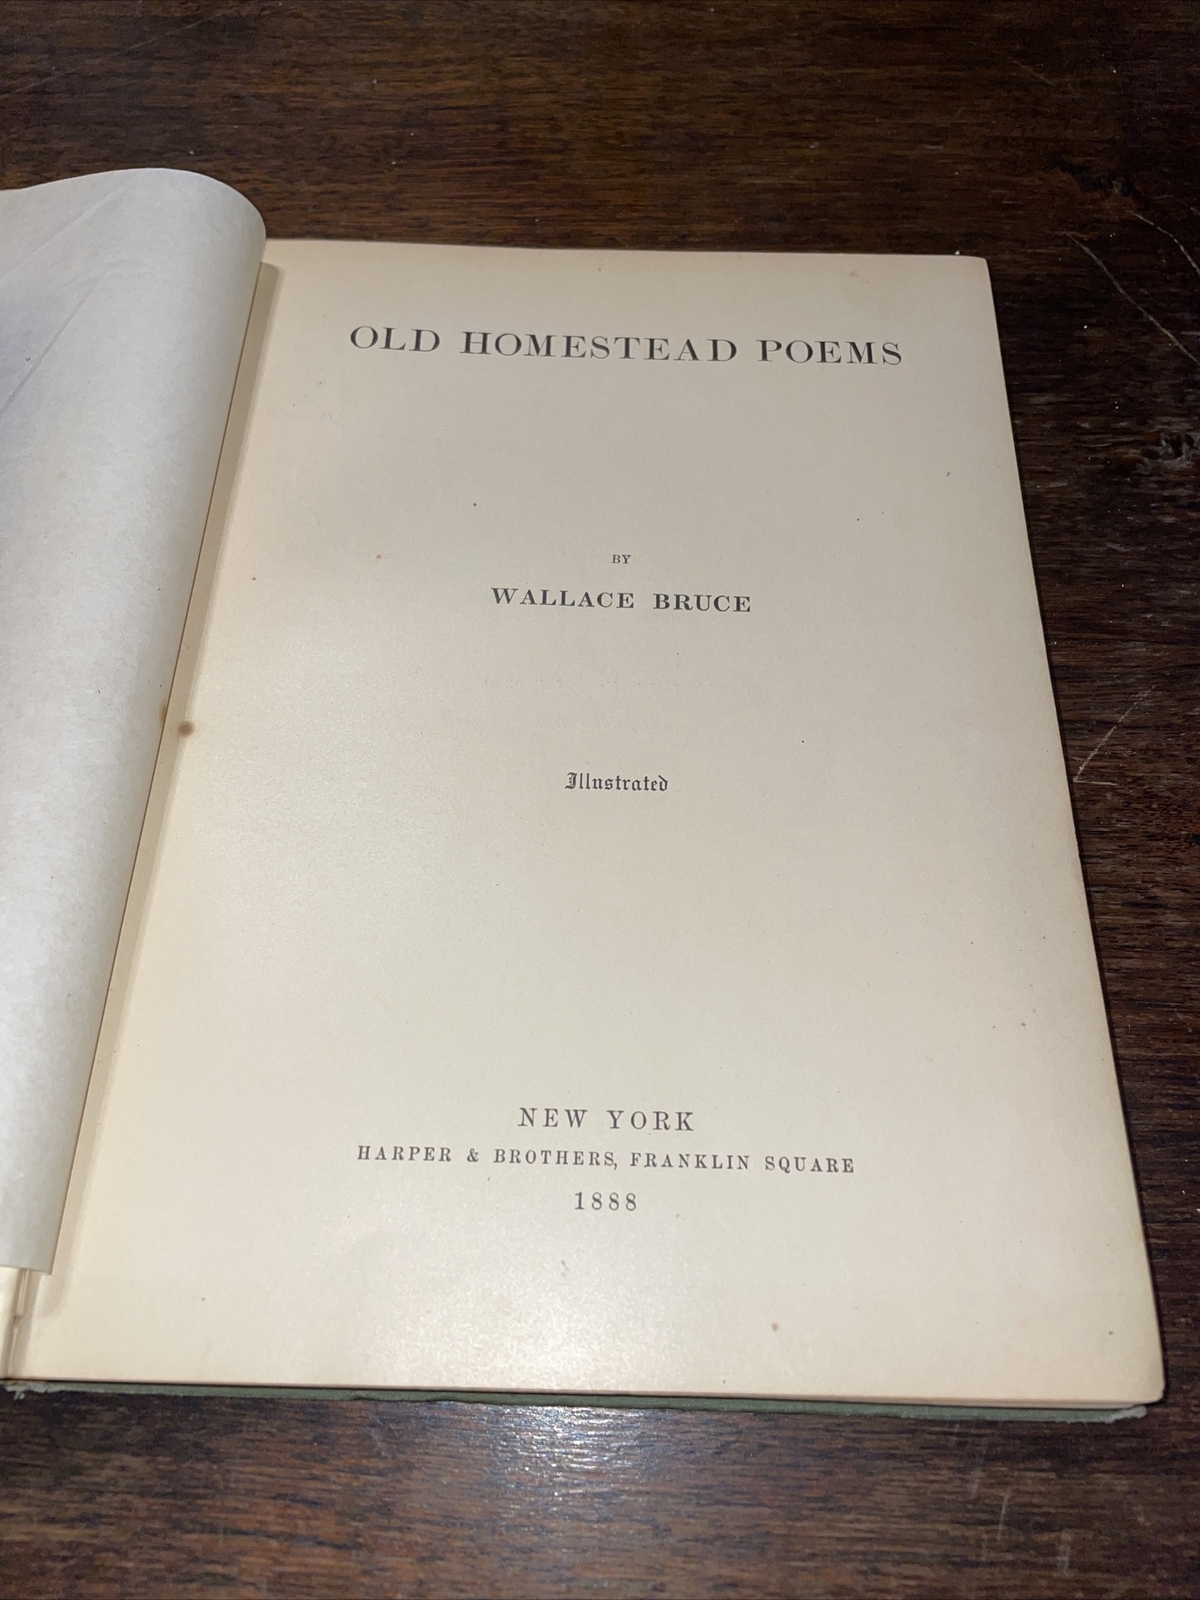 OLD HOMESTEAD POEMS
BY
WALLACE BRUCE
Illustrated
NEW YORK
HARPER & BROTHERS, FRANKLIN SQUARE
1888